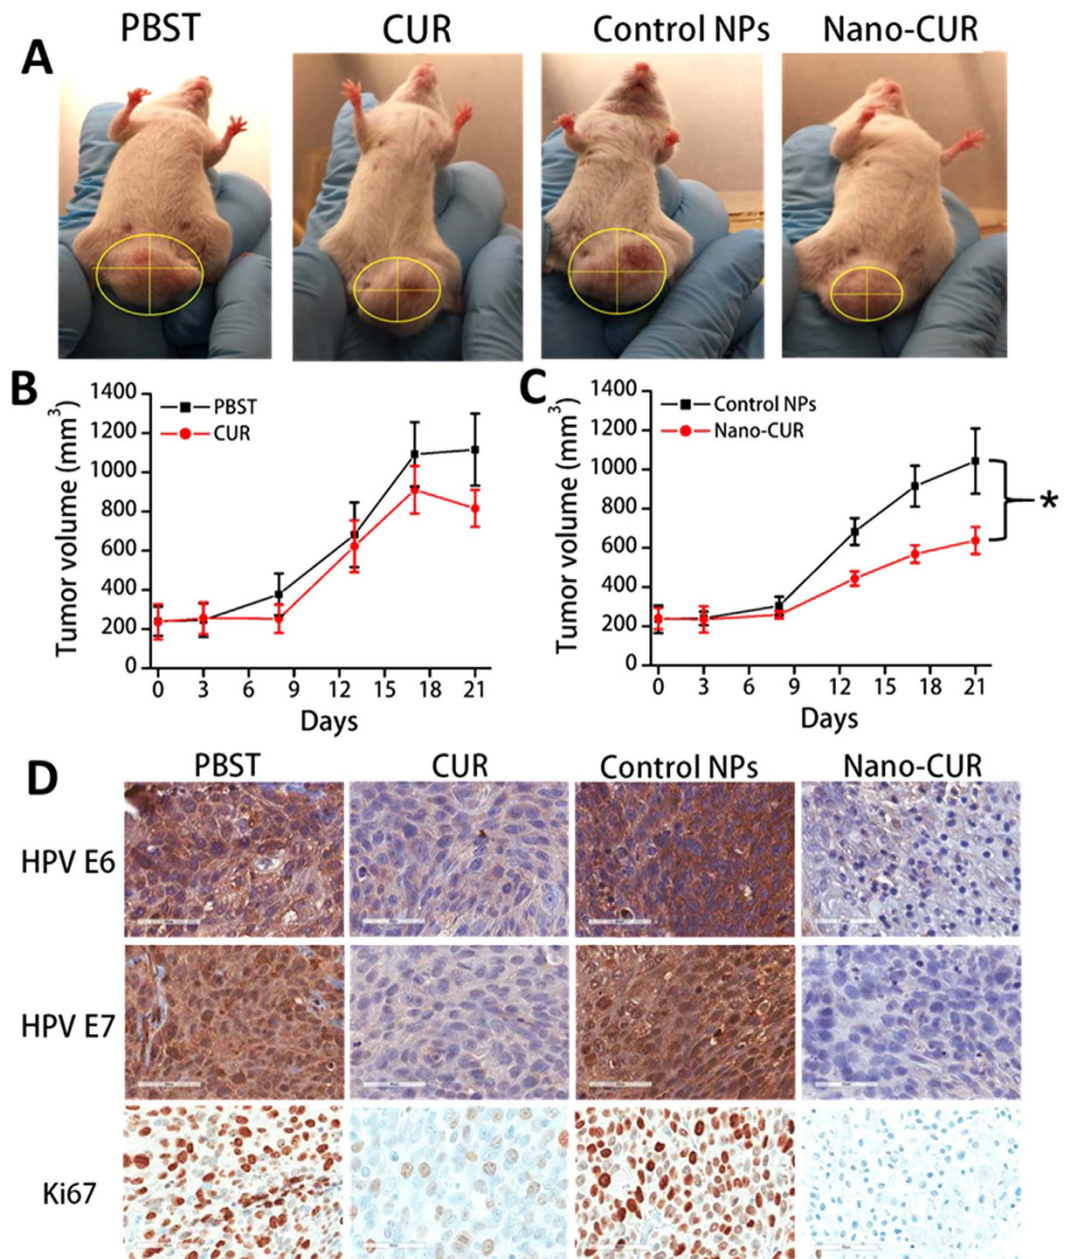 PBST CUR Control NPs Nano-CUR
A
B
1400
1200
1000
800
600
400
200
0
Tumor volume (mm³)
PBST
CUR
0 3 6 9 12 15 18 21
Days
C
1400
1200
1000
800
600
400
200
0
Tumor volume (mm³)
Control NPs
Nano-CUR
*
0 3 6 9 12 15 18 21
Days
D
PBST CUR Control NPs Nano-CUR
HPV E6
HPV E7
Ki67